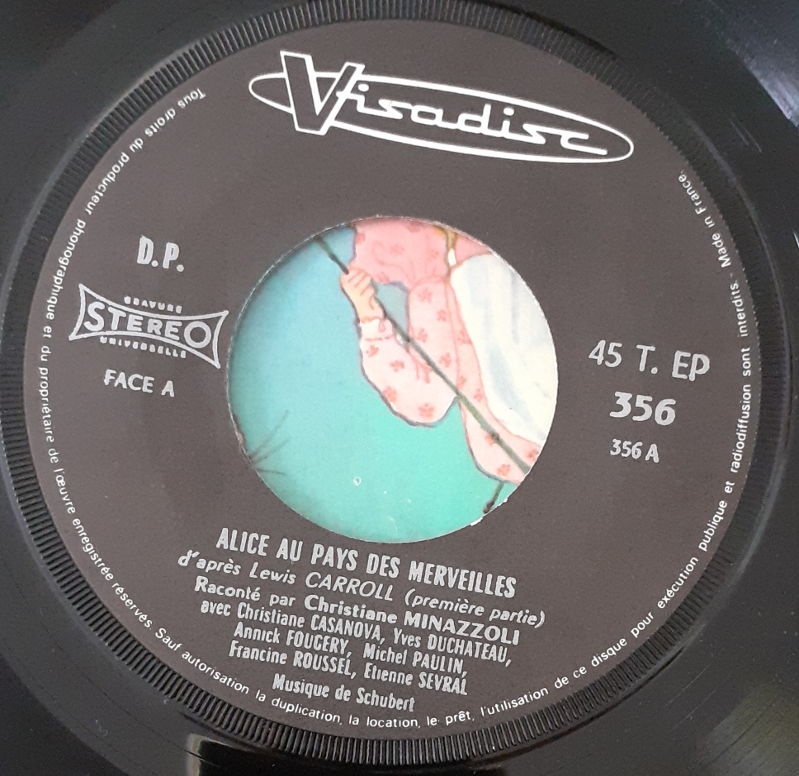 Visadisc
D.P.
GRAVURE
STEREO
UNIVERSELLE
FACE A
45 T. EP
356
356 A
ALICE AU PAYS DES MERVEILLES
d'après Lewis CARROLL (première partie)
Raconté par Christiane MINAZZOLI
avec Christiane CASANOVA, Yves DUCHATEAU,
Annick FOUGERY, Michel PAULIN,
Francine ROUSSEL, Etienne SEVRAL
Musique de Schubert
Tous droits du producteur phonographique et du propriétaire de l'œuvre enregistrée réservés. Sauf autorisation la duplication, la location, le prêt, l'utilisation de ce disque pour exécution publique et radiodiffusion sont interdits. Made in France.